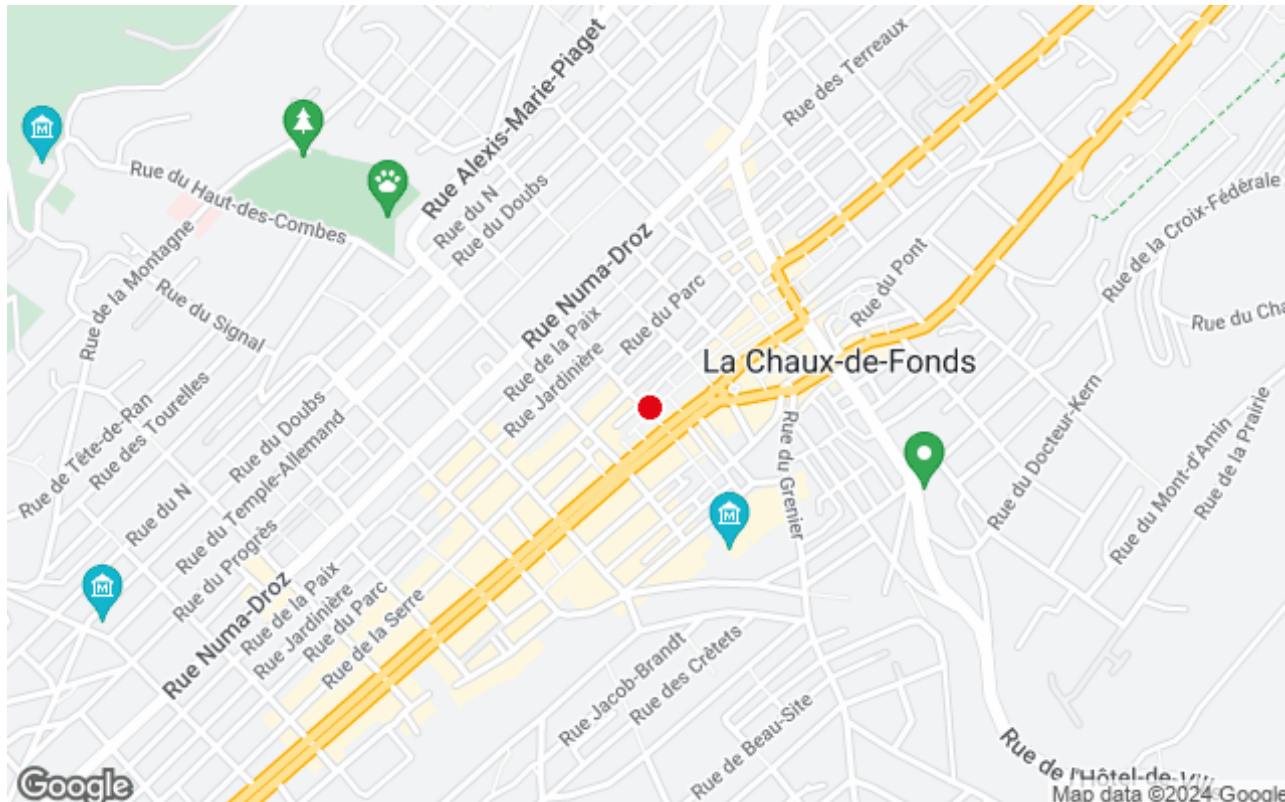 Rue Alexis-Marie-Piaget
Rue des Terreaux
Rue du Haut-des-Combes
Rue du N
Rue du Doubs
Rue de la Croix-Fédérale
Rue de la Montagne
Rue Numa-Droz
Rue du Parc
Rue du Pont
Rue du Signal
Rue de la Paix
Rue du Cha
Rue Jardinière
La Chaux-de-Fonds
Rue de Tête-de-Ran
Rue des Tourelles
Rue du Doubs
Rue du Temple-Allemand
Rue du N
Rue du Progrès
Rue du Grenier
Rue du Docteur-Kern
Rue du Mont-d'Amin
Rue de la Prairie
Rue Numa-Droz
Rue de la Paix
Rue Jardinière
Rue du Parc
Rue de la Serre
Rue Jacob-Brandt
Rue des Crêtets
Rue de Beau-Site
Rue de l'Hôtel-de-Vil
Google
Map data ©2024 Google